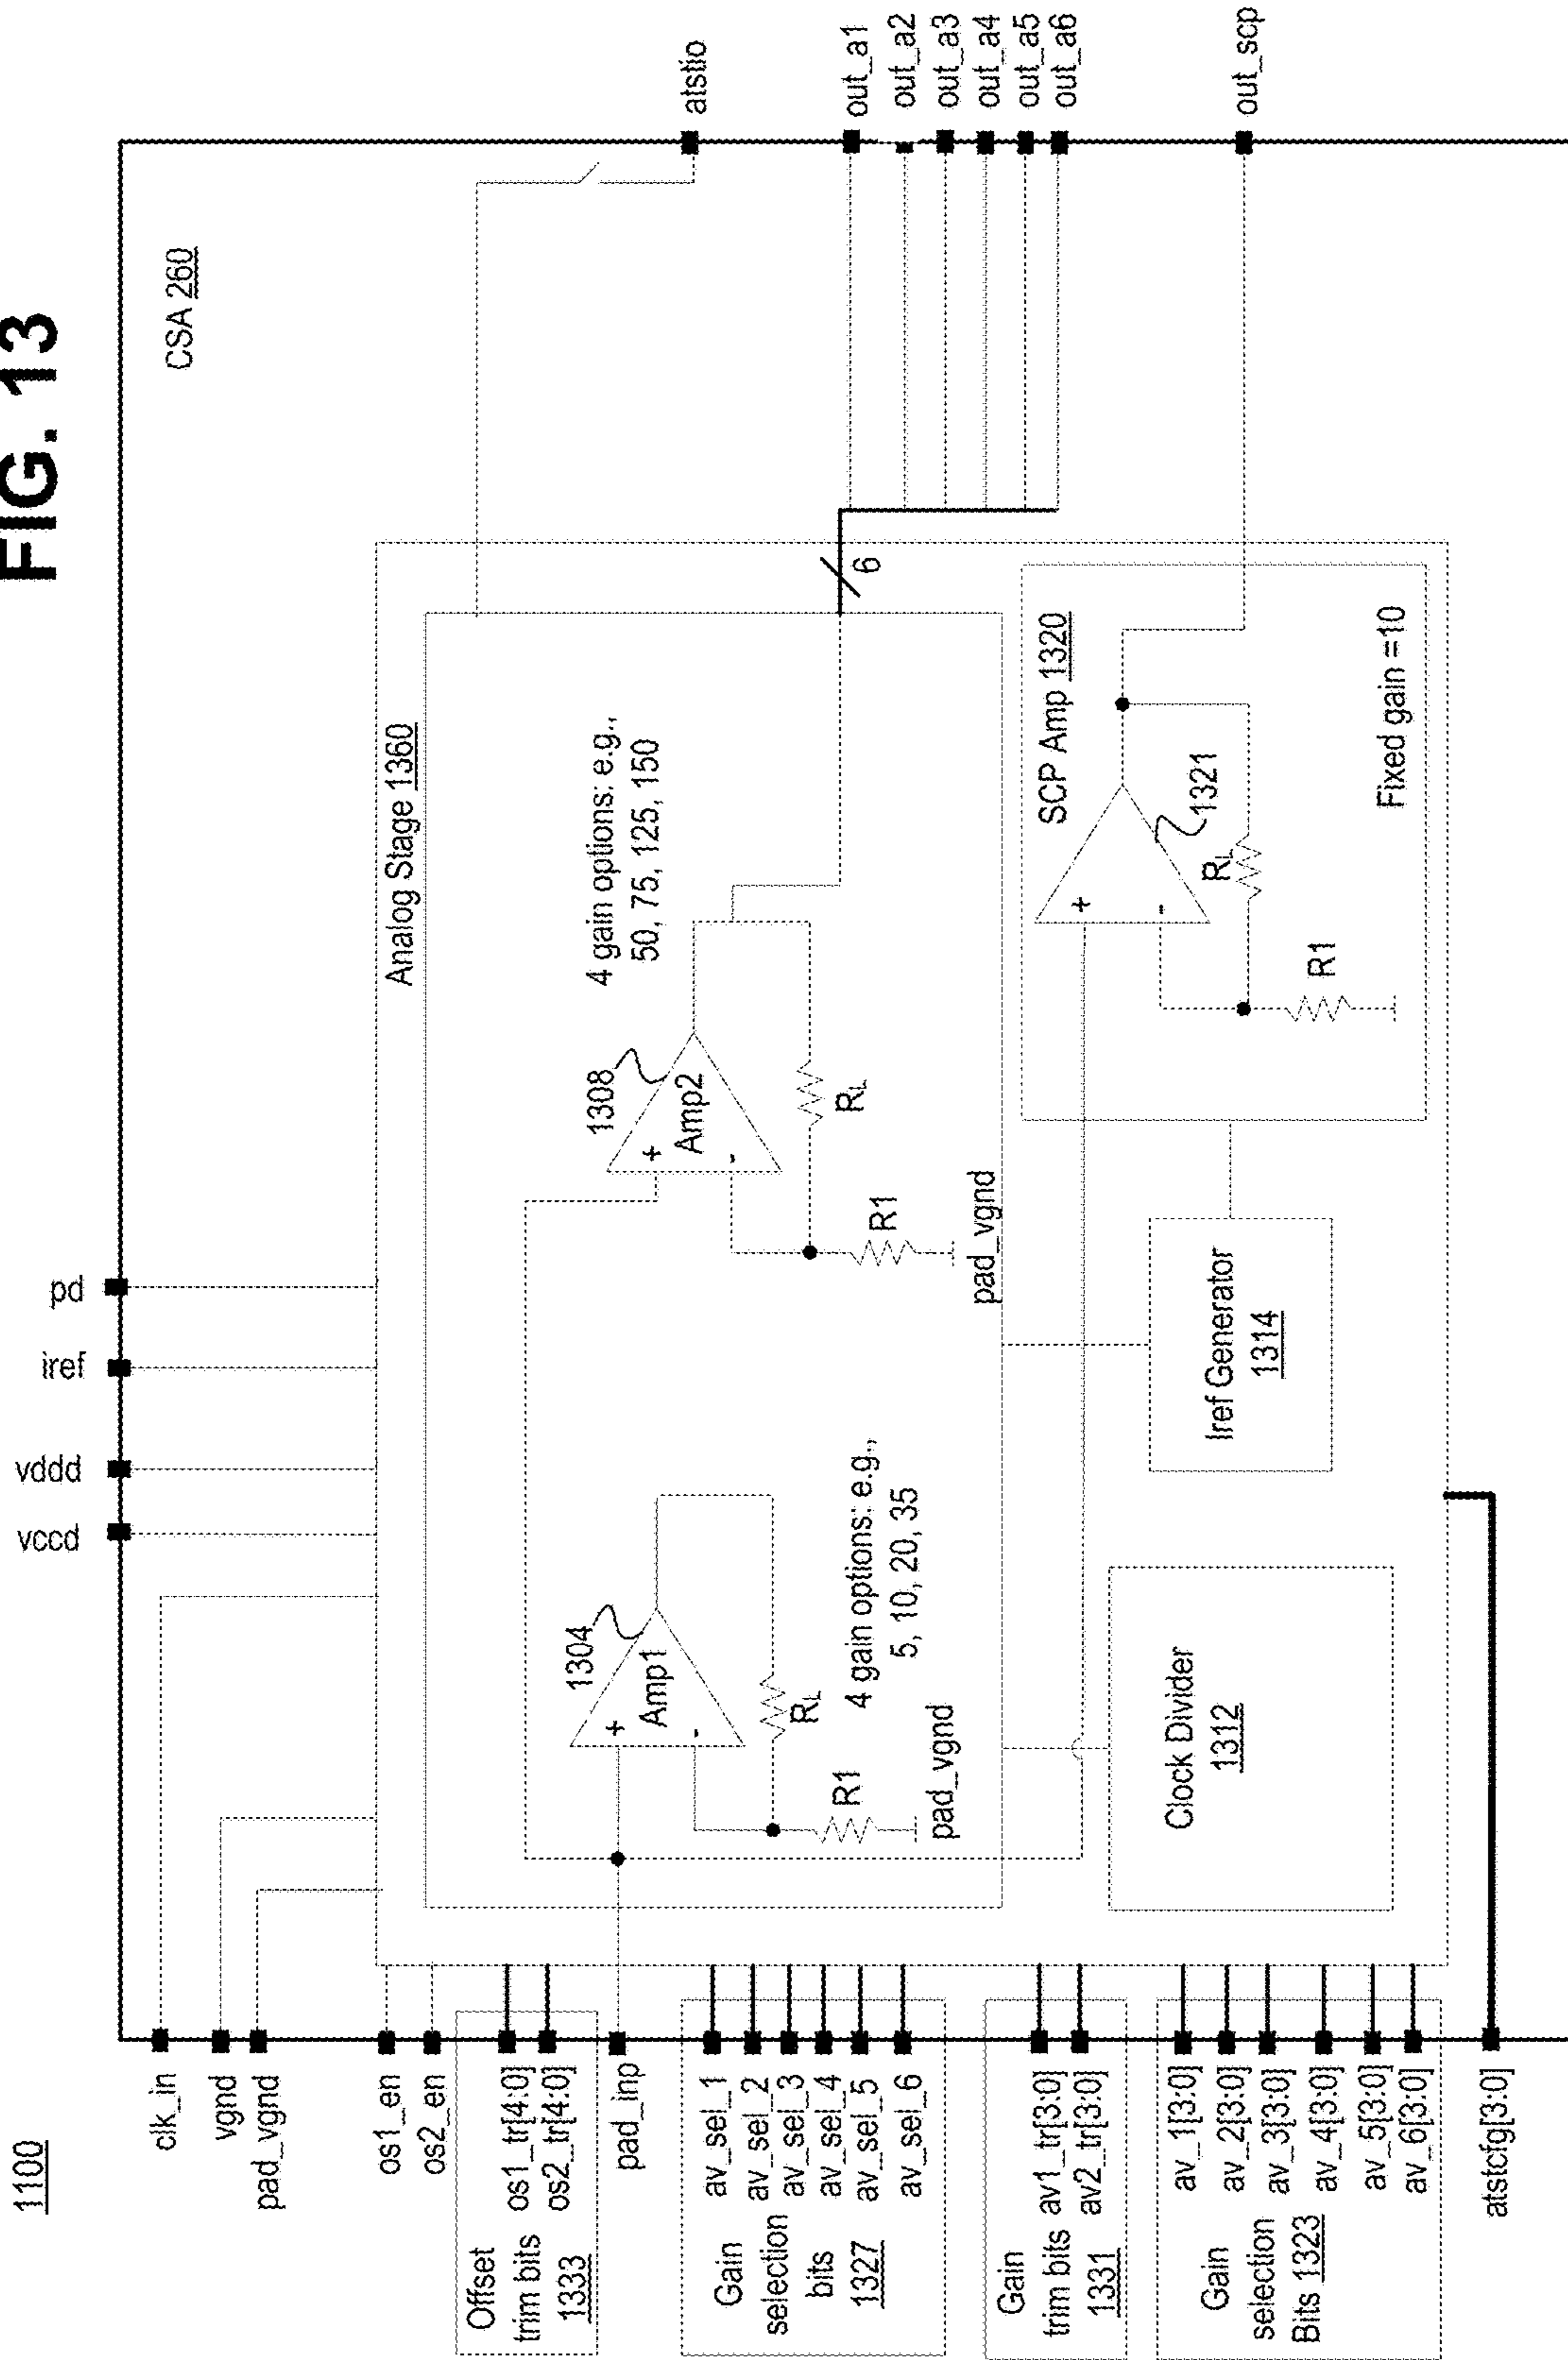 FIG. 13
1100
CSA 260
clk_in
vgnd
pad_vgnd
vccd
vddd
iref
pd
os1_en
os2_en
Offset
trim bits
1333
os1_tr[4:0]
os2_tr[4:0]
pad_inp
Gain
selection
bits
1327
av_sel_1
av_sel_2
av_sel_3
av_sel_4
av_sel_5
av_sel_6
Gain
trim bits
1331
av1_tr[3:0]
av2_tr[3:0]
Gain
selection
Bits 1323
av_1[3:0]
av_2[3:0]
av_3[3:0]
av_4[3:0]
av_5[3:0]
av_6[3:0]
atstcfg[3:0]
Analog Stage 1360
1304
Amp1
+
-
RL
R1
pad_vgnd
4 gain options: e.g.,
5, 10, 20, 35
1308
Amp2
+
-
RL
R1
pad_vgnd
4 gain options: e.g.,
50, 75, 125, 150
6
Clock Divider
1312
Iref Generator
1314
SCP Amp 1320
+
-
1321
RL
R1
Fixed gain =10
atstio
out_a1
out_a2
out_a3
out_a4
out_a5
out_a6
out_scp